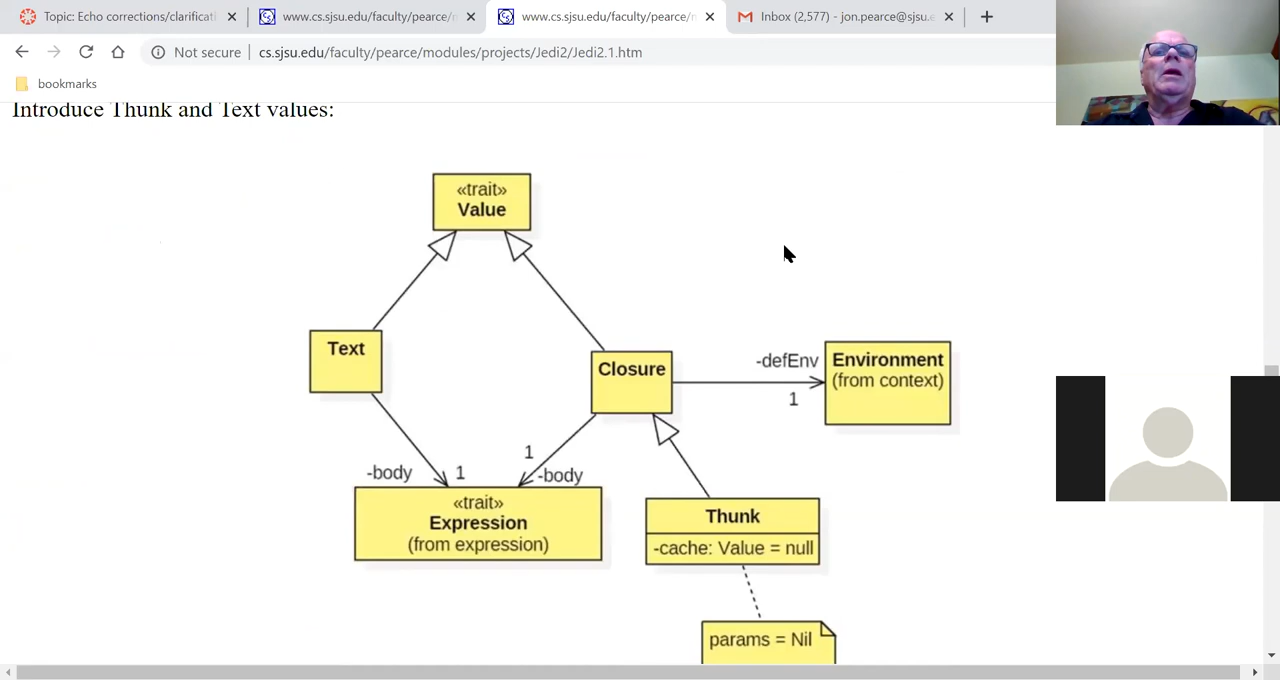 Topic: Echo corrections/clarificati
www.cs.sjsu.edu/faculty/pearce/m
www.cs.sjsu.edu/faculty/pearce/m
Inbox (2,577) - jon.pearce@sjsu.e
Not secure
cs.sjsu.edu/faculty/pearce/modules/projects/Jedi2/Jedi2.1.htm
bookmarks
Introduce Thunk and Text values:
«trait»
Value
Text
Closure
-defEnv
1
Environment
(from context)
-body
1
1
-body
«trait»
Expression
(from expression)
Thunk
-cache: Value = null
params = Nil